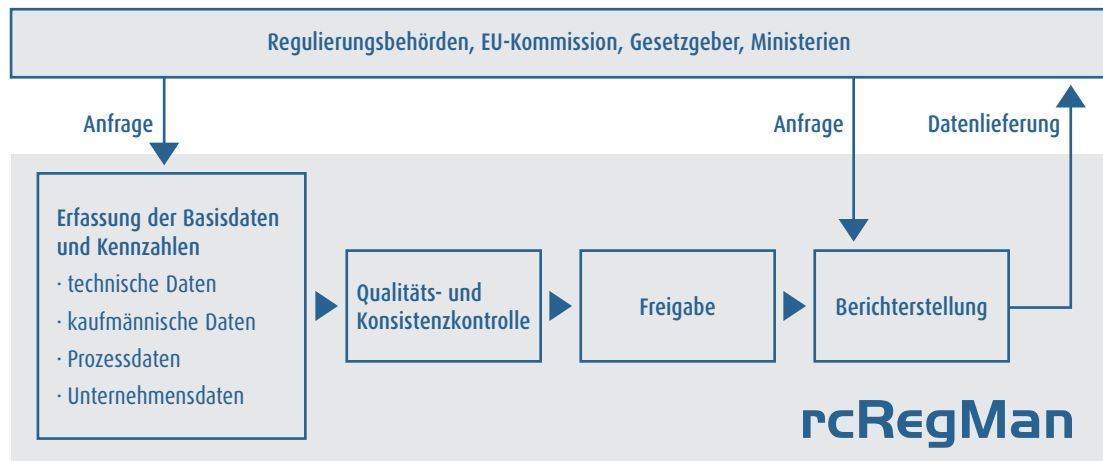 Regulierungsbehörden, EU-Kommission, Gesetzgeber, Ministerien
Anfrage
Anfrage
Datenlieferung
Erfassung der Basisdaten
und Kennzahlen
· technische Daten
· kaufmännische Daten
· Prozessdaten
· Unternehmensdaten
Qualitäts- und
Konsistenzkontrolle
Freigabe
Berichterstellung
rcRegMan